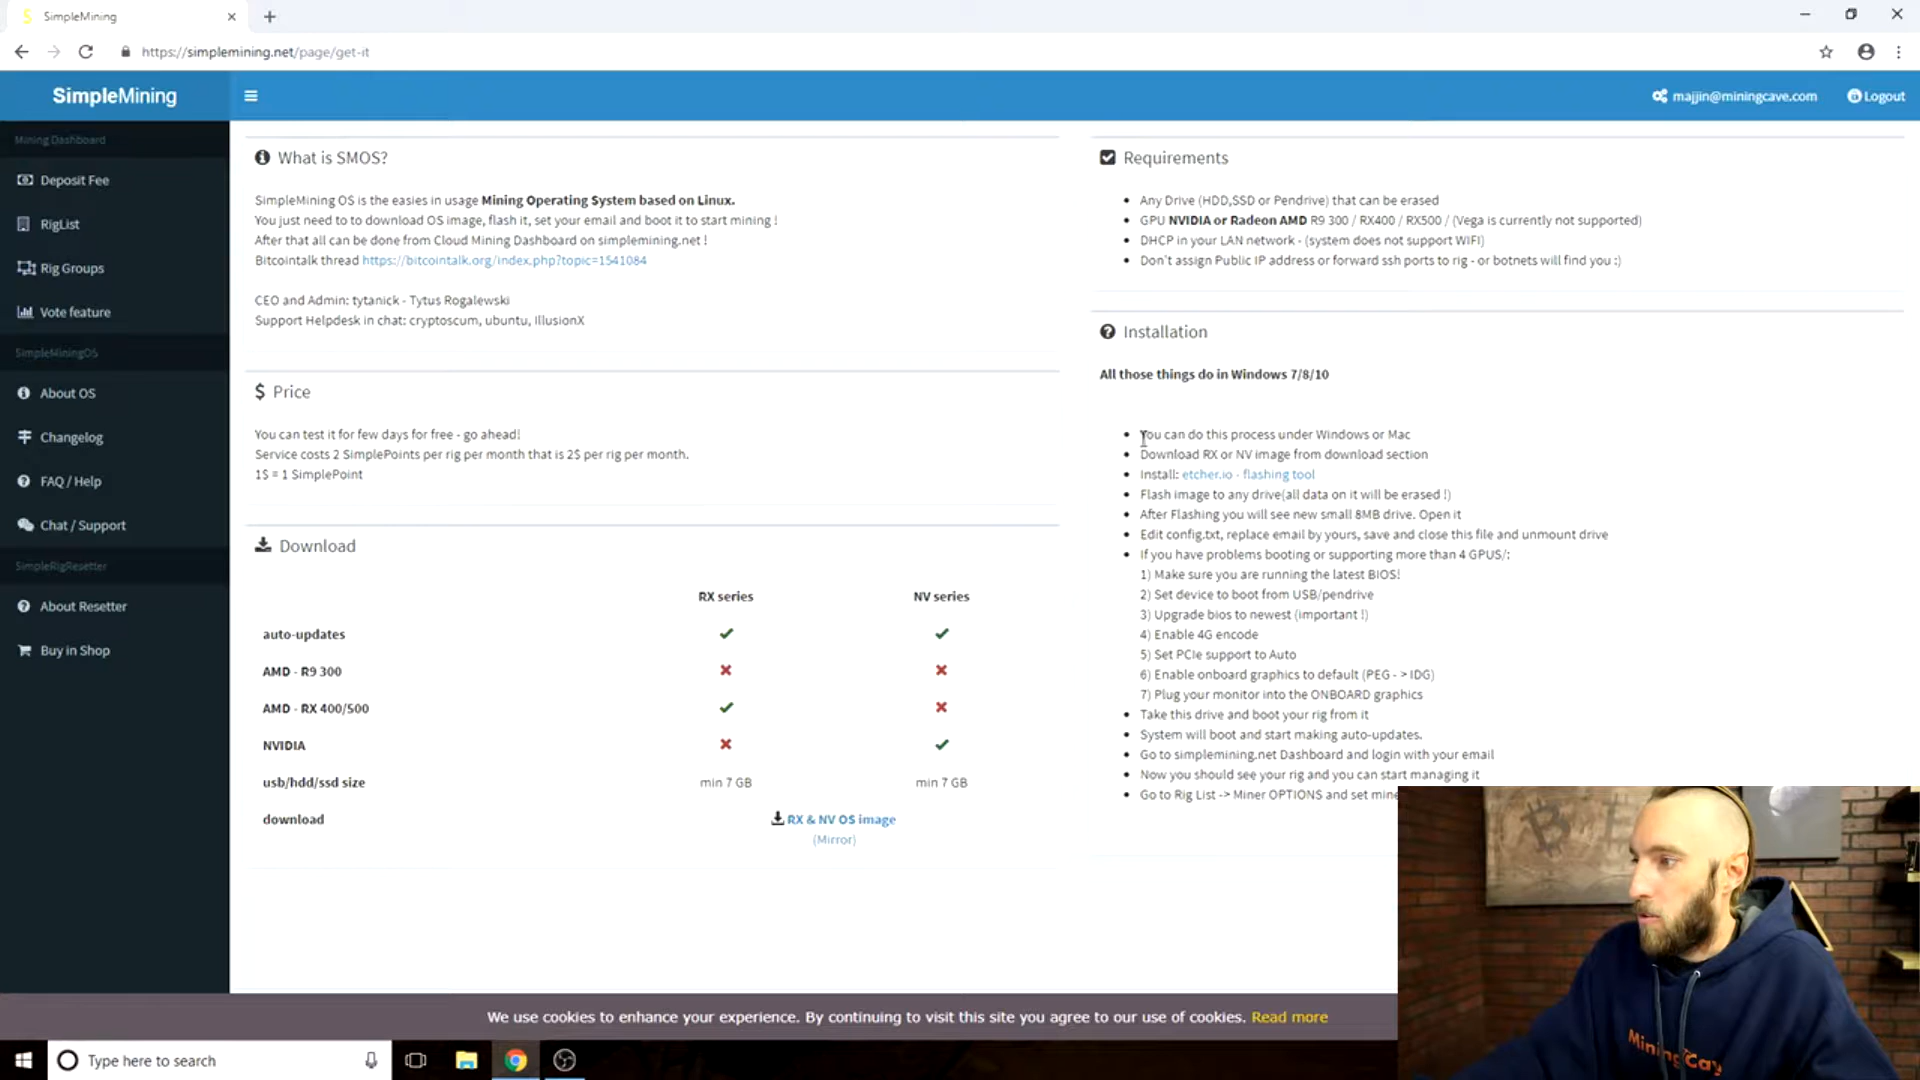 SimpleMining
https://simplemining.net/page/get-it
SimpleMining
majjin@miningcave.com
Logout
Mining Dashboard
Deposit Fee
RigList
Rig Groups
Vote feature
SimpleMiningOS
About OS
Changelog
FAQ / Help
Chat / Support
SimpleRigResetter
About Resetter
Buy in Shop
What is SMOS?
SimpleMining OS is the easies in usage Mining Operating System based on Linux.
You just need to to download OS image, flash it, set your email and boot it to start mining !
After that all can be done from Cloud Mining Dashboard on simplemining.net !
Bitcointalk thread https://bitcointalk.org/index.php?topic=1541084
CEO and Admin: tytanick - Tytus Rogalewski
Support Helpdesk in chat: cryptoscum, ubuntu, IllusionX
$ Price
You can test it for few days for free - go ahead!
Service costs 2 SimplePoints per rig per month that is 2$ per rig per month.
1$ = 1 SimplePoint
Download
RX series NV series
auto-updates
AMD - R9 300
AMD - RX 400/500
NVIDIA
usb/hdd/ssd size min 7 GB min 7 GB
download RX & NV OS image
(Mirror)
Requirements
Any Drive (HDD,SSD or Pendrive) that can be erased
GPU NVIDIA or Radeon AMD R9 300 / RX400 / RX500 / (Vega is currently not supported)
DHCP in your LAN network - (system does not support WIFI)
Don't assign Public IP address or forward ssh ports to rig - or botnets will find you :)
Installation
All those things do in Windows 7/8/10
You can do this process under Windows or Mac
Download RX or NV image from download section
Install: etcher.io - flashing tool
Flash image to any drive(all data on it will be erased !)
After Flashing you will see new small 8MB drive. Open it
Edit config.txt, replace email by yours, save and close this file and unmount drive
If you have problems booting or supporting more than 4 GPUS/:
1) Make sure you are running the latest BIOS!
2) Set device to boot from USB/pendrive
3) Upgrade bios to newest (important !)
4) Enable 4G encode
5) Set PCIe support to Auto
6) Enable onboard graphics to default (PEG - > IDG)
7) Plug your monitor into the ONBOARD graphics
Take this drive and boot your rig from it
System will boot and start making auto-updates.
Go to simplemining.net Dashboard and login with your email
Now you should see your rig and you can start managing it
Go to Rig List -> Miner OPTIONS and set mine
We use cookies to enhance your experience. By continuing to visit this site you agree to our use of cookies. Read more
Type here to search